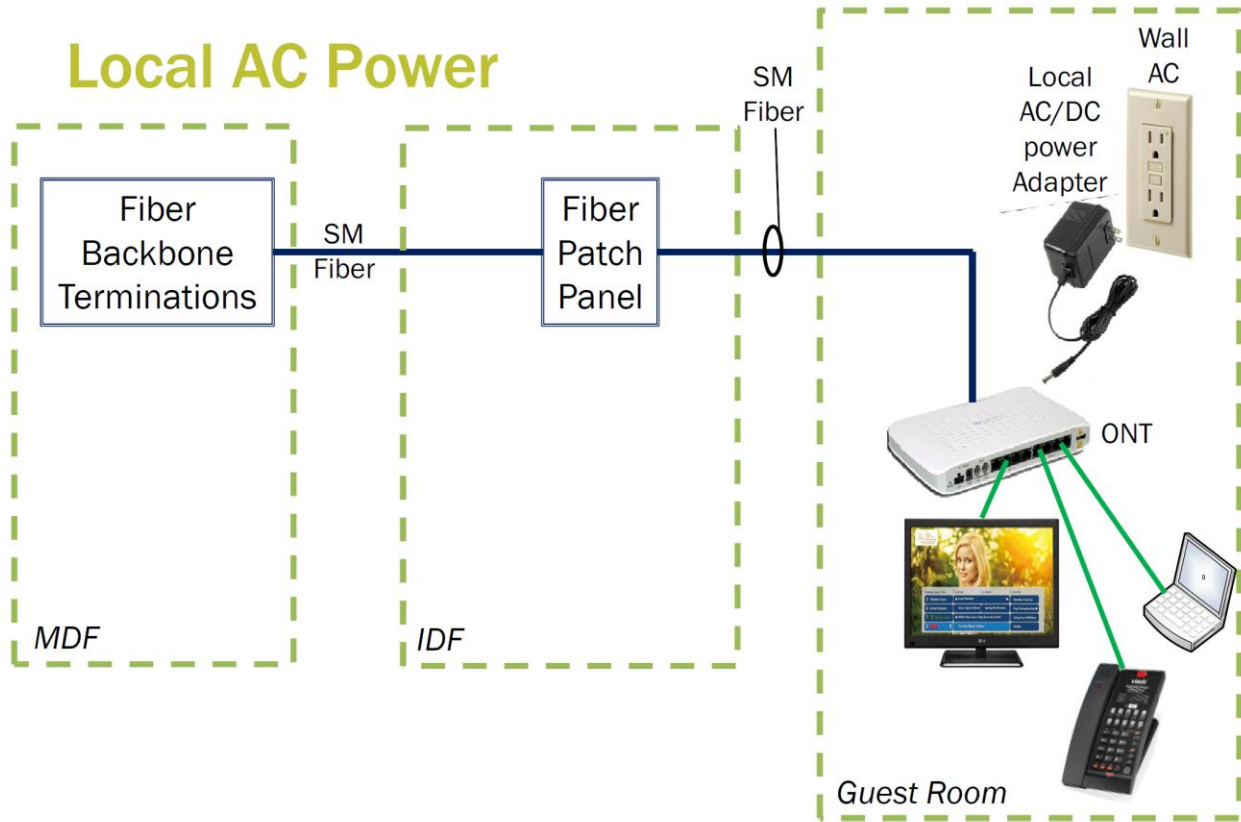 Local AC Power
Fiber
Backbone
Terminations
SM
Fiber
MDF
Fiber
Patch
Panel
IDF
SM
Fiber
Wall
AC
Local
AC/DC
power
Adapter
ONT
Guest Room